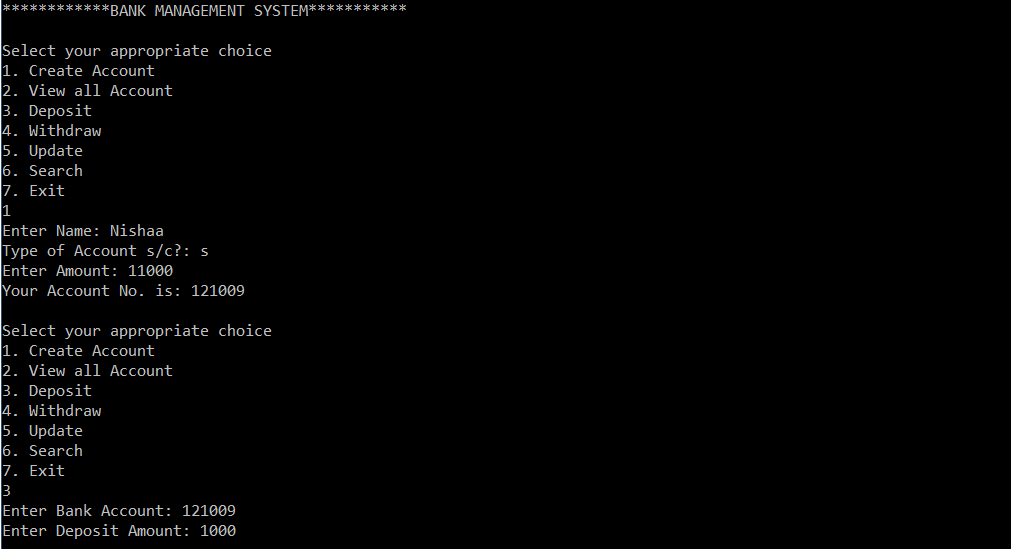 ************BANK MANAGEMENT SYSTEM***********
Select your appropriate choice
1. Create Account
2. View all Account
3. Deposit
4. Withdraw
5. Update
6. Search
7. Exit
1
Enter Name: Nishaa
Type of Account s/c?: s
Enter Amount: 11000
Your Account No. is: 121009
Select your appropriate choice
1. Create Account
2. View all Account
3. Deposit
4. Withdraw
5. Update
6. Search
7. Exit
3
Enter Bank Account: 121009
Enter Deposit Amount: 1000